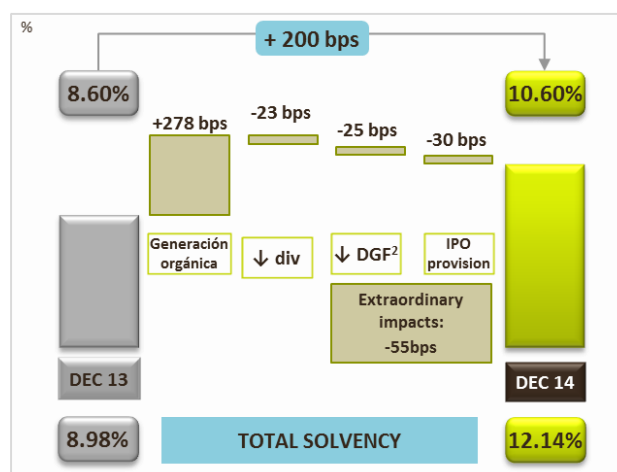 %
+ 200 bps
8.60%
10.60%
+278 bps
-23 bps
-25 bps
-30 bps
Generación
orgánica
↓ div
↓ DGF²
IPO
provision
Extraordinary
impacts:
-55bps
DEC 13
DEC 14
8.98%
TOTAL SOLVENCY
12.14%